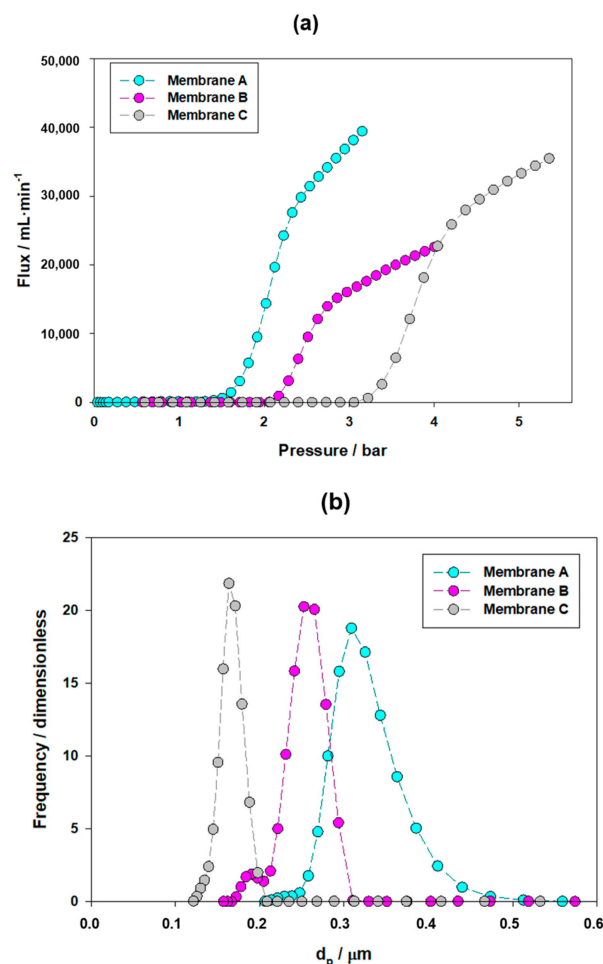 (a)
50,000
40,000
30,000
20,000
10,000
0
Flux / mL·min⁻¹
Membrane A
Membrane B
Membrane C
0 1 2 3 4 5
Pressure / bar
(b)
25
20
15
10
5
0
Frequency / dimensionless
Membrane A
Membrane B
Membrane C
0.0 0.1 0.2 0.3 0.4 0.5 0.6
dₚ / μm